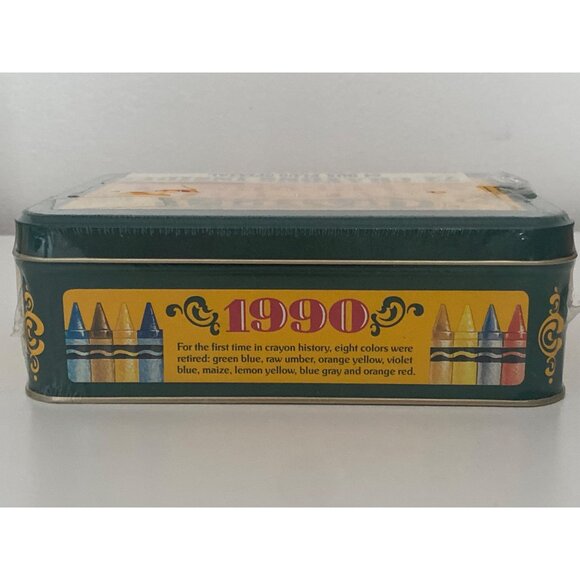 1990
For the first time in crayon history, eight colors were
retired: green blue, raw umber, orange yellow, violet
blue, maize, lemon yellow, blue gray and orange red.